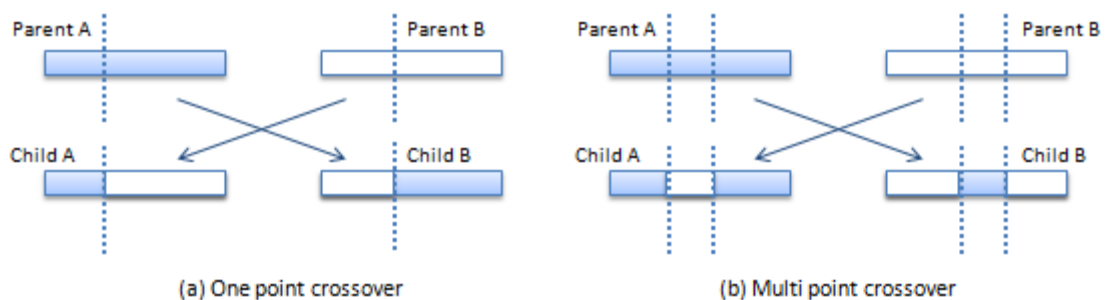 Parent A
Parent B
Parent A
Parent B
Child A
Child B
Child A
Child B
(a) One point crossover
(b) Multi point crossover